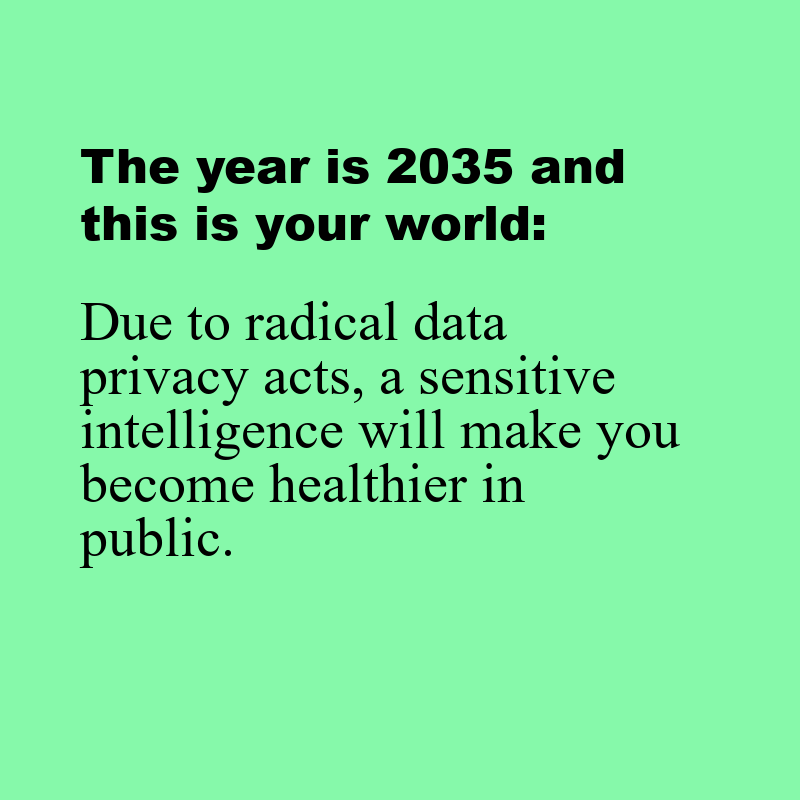 The year is 2035 and
this is your world:
Due to radical data
privacy acts, a sensitive
intelligence will make you
become healthier in
public.